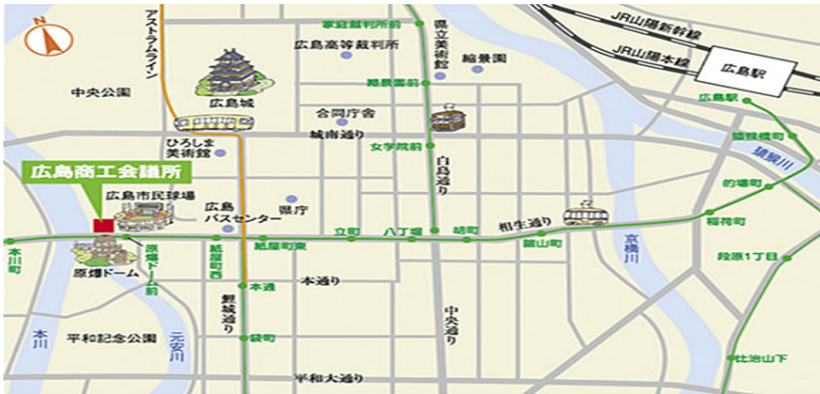 N
アストラムライン
家庭裁判所前
県立美術館
JR山陽新幹線
JR山陽本線
広島駅
広島高等裁判所
縮景園
中央公園
広島城
縮景園前
広島駅
合同庁舎
城南通り
ひろしま
美術館
女学院前
白島通り
猿猴橋町
猿猴川
広島商工会議所
広島市民球場
広島
バスセンター
県庁
的場町
稲荷町
相生通り
立町
八丁堀
胡町
銀山町
京橋川
段原1丁目
本川町
原爆ドーム
原爆ドーム前
紙屋町西
紙屋町東
本通
本通り
鯉城通り
中央通り
本川
平和記念公園
元安川
袋町
比治山下
平和大通り